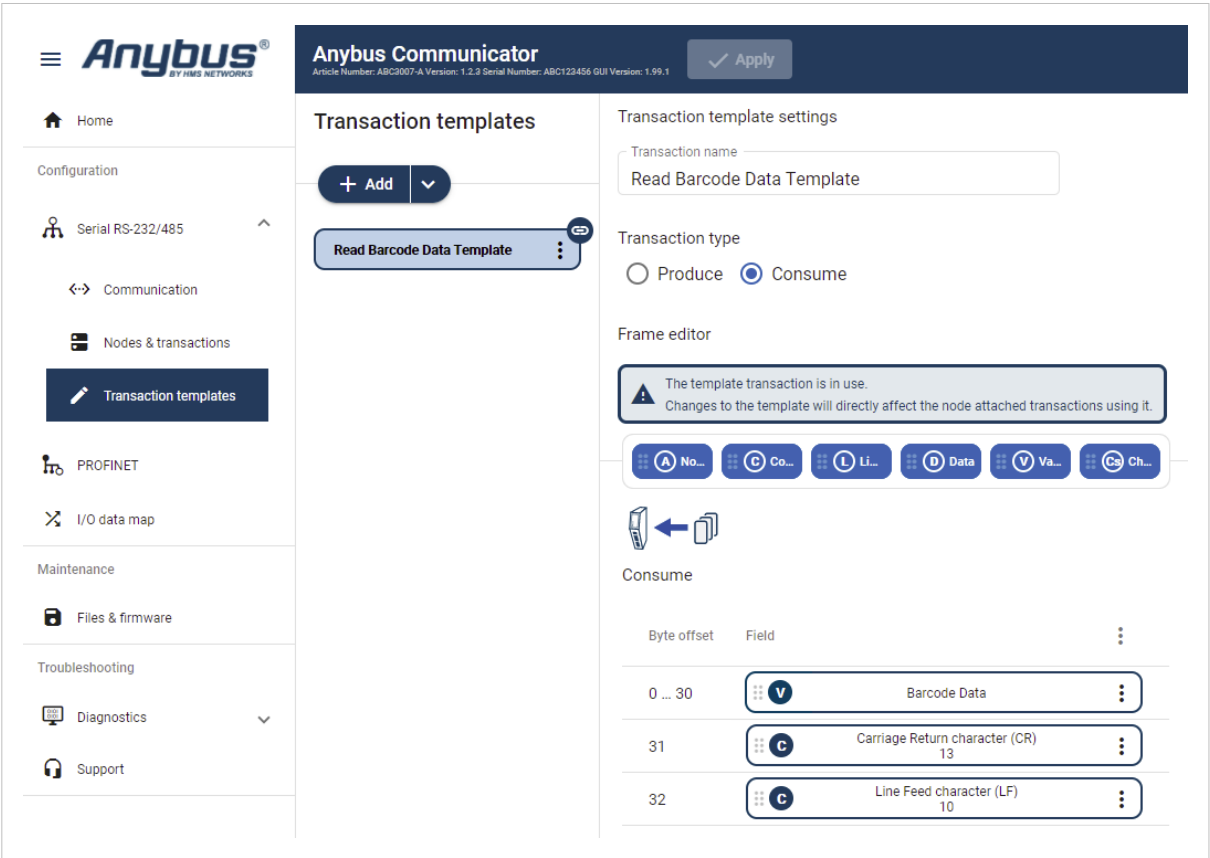 Anybus®
BY HMS NETWORKS
Anybus Communicator
Article Number: ABC3007-A Version: 1.2.3 Serial Number: ABC123456 GUI Version: 1.99.1
Apply
Home
Configuration
Serial RS-232/485
Communication
Nodes & transactions
Transaction templates
PROFINET
I/O data map
Maintenance
Files & firmware
Troubleshooting
Diagnostics
Support
Transaction templates
Add
Read Barcode Data Template
Transaction template settings
Transaction name
Read Barcode Data Template
Transaction type
Produce Consume
Frame editor
The template transaction is in use.
Changes to the template will directly affect the node attached transactions using it.
A No... C Co... L Li... D Data V Va... Cs Ch...
Consume
Byte offset Field
0 ... 30 V Barcode Data
31 C Carriage Return character (CR)
13
32 C Line Feed character (LF)
10